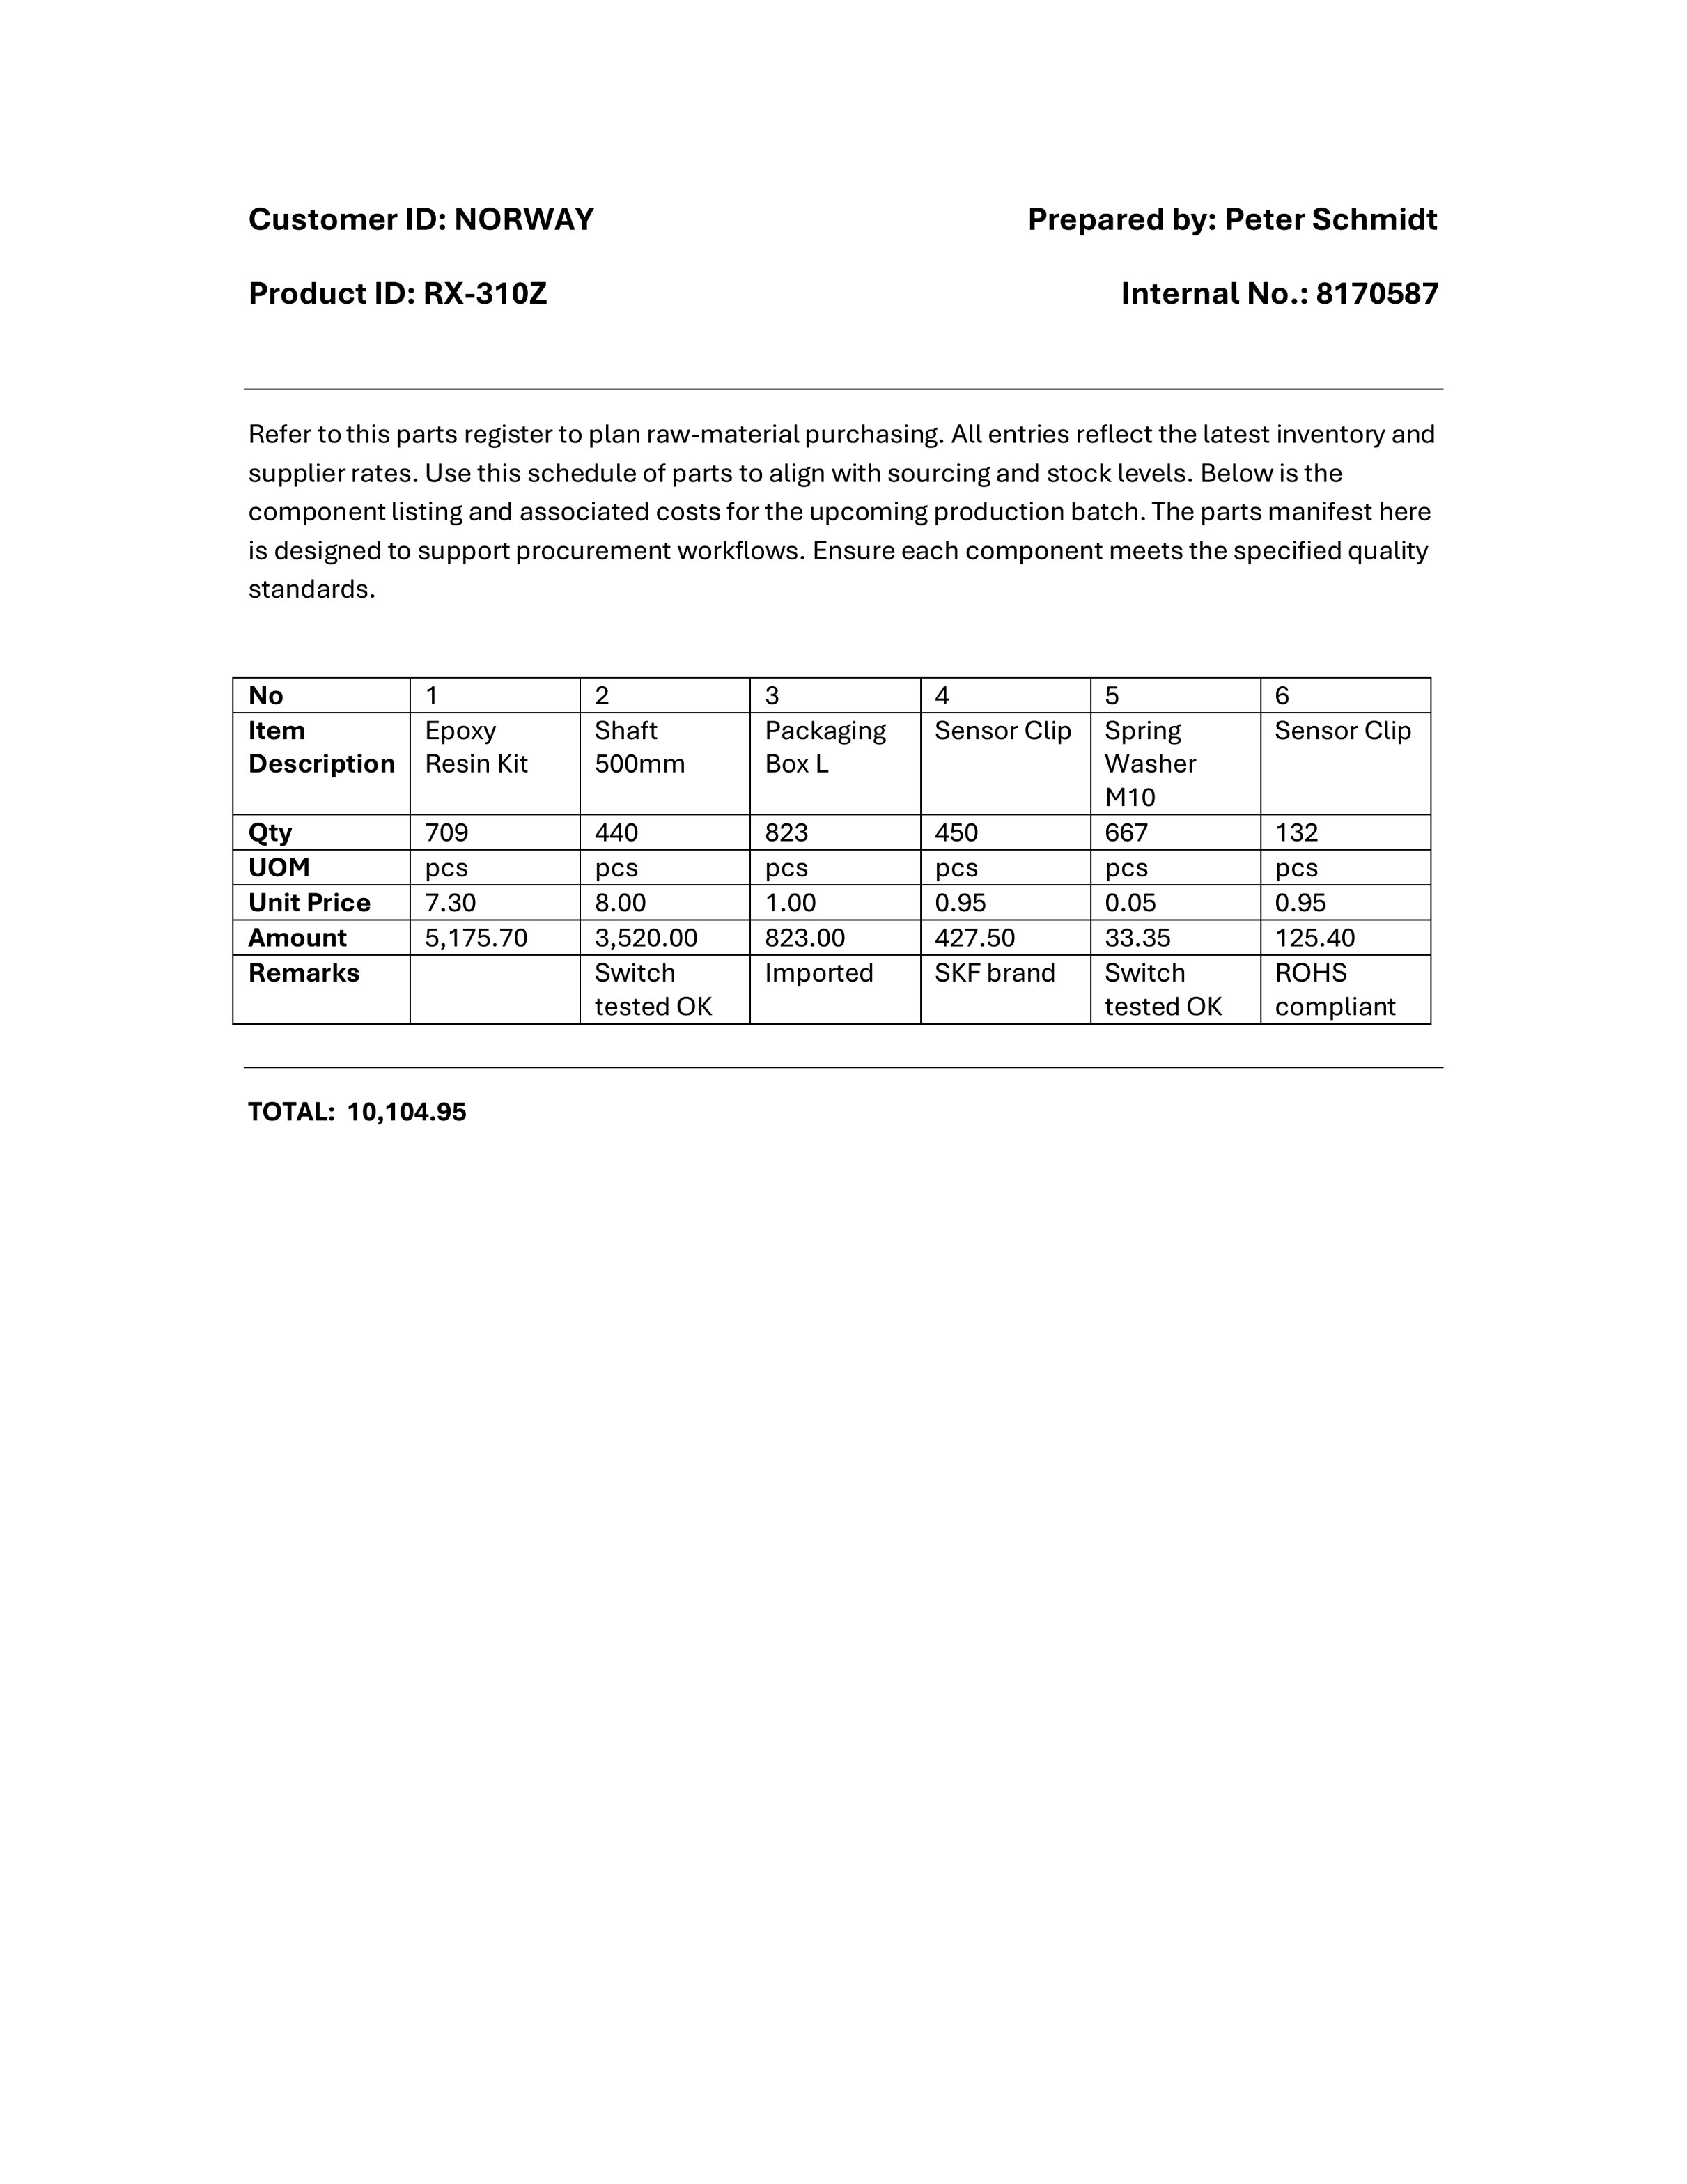 Customer ID: NORWAY Prepared by: Peter Schmidt
Product ID: RX-310Z Internal No.: 8170587
Refer to this parts register to plan raw-material purchasing. All entries reflect the latest inventory and
supplier rates. Use this schedule of parts to align with sourcing and stock levels. Below is the
component listing and associated costs for the upcoming production batch. The parts manifest here
is designed to support procurement workflows. Ensure each component meets the specified quality
standards.
No 1 2 3 4 5 6
Item Epoxy Shaft Packaging Sensor Clip Spring Sensor Clip
Description Resin Kit 500mm Box L Washer
M10
Qty 709 440 823 450 667 132
UOM pcs pcs pcs pcs pcs pcs
Unit Price 7.30 8.00 1.00 0.95 0.05 0.95
Amount 5,175.70 3,520.00 823.00 427.50 33.35 125.40
Remarks Switch Imported SKF brand Switch ROHS
tested OK tested OK compliant
TOTAL: 10,104.95